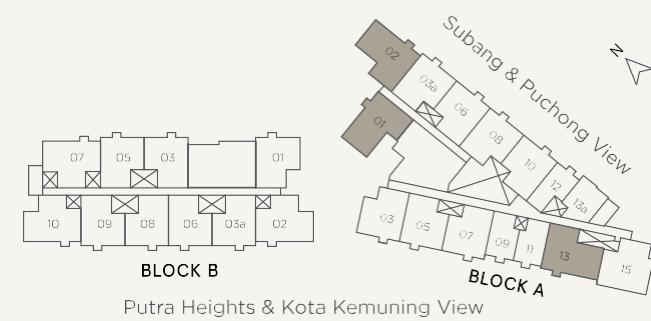 Subang & Puchong View
N
02
03a
06
08
10
12
13a
01
03
05
07
09
11
13
15
BLOCK A
07 05 03 01
10 09 08 06 03a 02
BLOCK B
Putra Heights & Kota Kemuning View